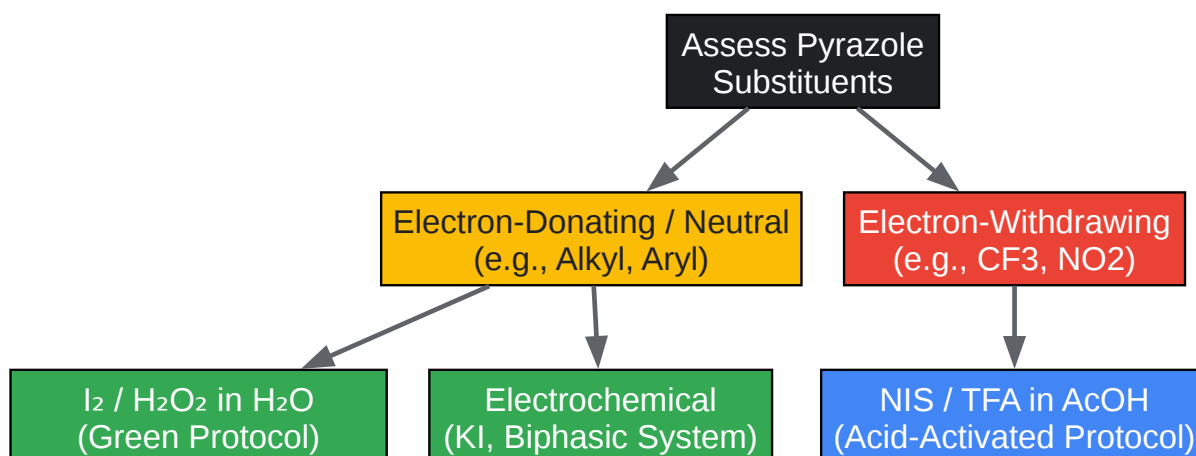 Assess Pyrazole
Substituents
Electron-Donating / Neutral
(e.g., Alkyl, Aryl)
Electron-Withdrawing
(e.g., CF3, NO2)
I₂ / H₂O₂ in H₂O
(Green Protocol)
Electrochemical
(KI, Biphasic System)
NIS / TFA in AcOH
(Acid-Activated Protocol)